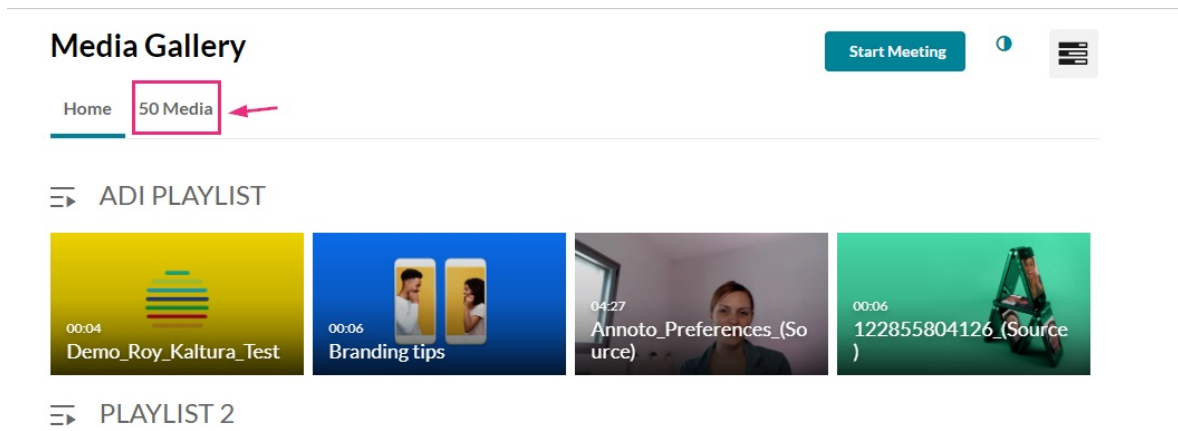 Media Gallery
Start Meeting
Home
50 Media
ADI PLAYLIST
00:04
Demo_Roy_Kaltura_Test
00:06
Branding tips
04:27
Annoto_Preferences_(So
urce)
00:06
122855804126_(Source
)
PLAYLIST 2